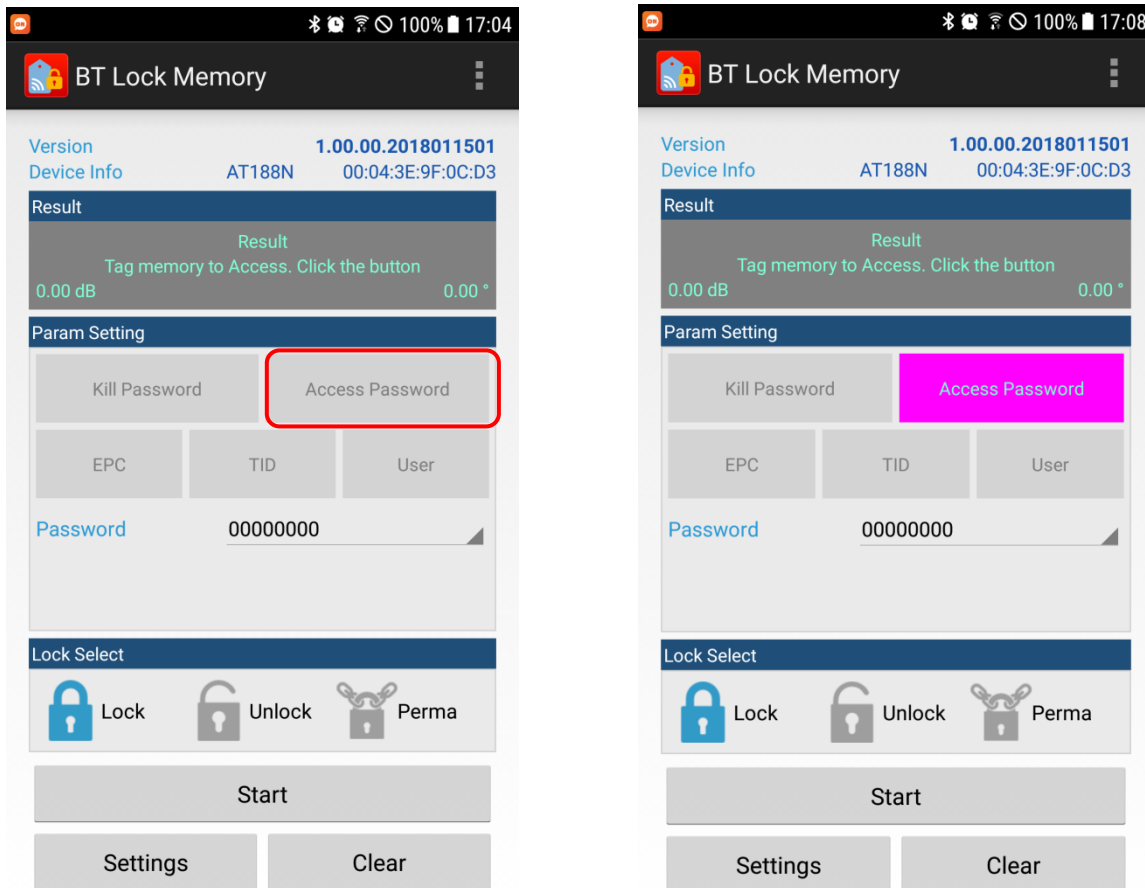 100% 17:04
BT Lock Memory
Version 1.00.00.2018011501
Device Info AT188N 00:04:3E:9F:0C:D3
Result
Result
Tag memory to Access. Click the button
0.00 dB 0.00 °
Param Setting
Kill Password Access Password
EPC TID User
Password 00000000
Lock Select
Lock Unlock Perma
Start
Settings Clear
100% 17:08
BT Lock Memory
Version 1.00.00.2018011501
Device Info AT188N 00:04:3E:9F:0C:D3
Result
Result
Tag memory to Access. Click the button
0.00 dB 0.00 °
Param Setting
Kill Password Access Password
EPC TID User
Password 00000000
Lock Select
Lock Unlock Perma
Start
Settings Clear